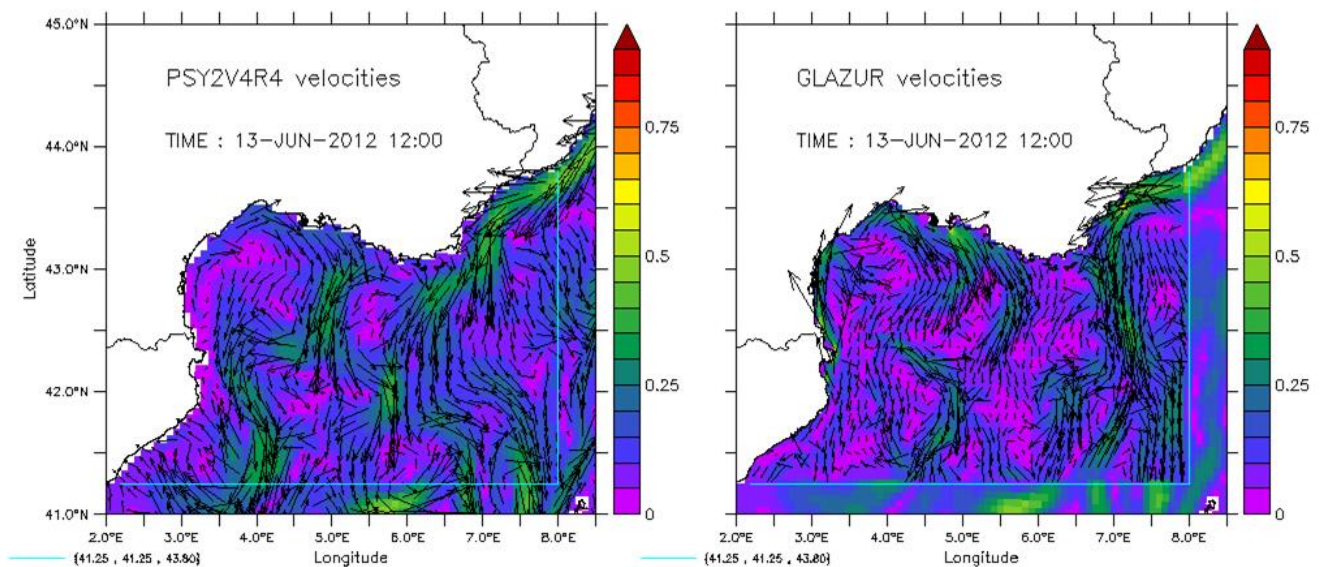 45.0°N
44.0°N
43.0°N
42.0°N
41.0°N
Latitude
PSY2V4R4 velocities
TIME : 13-JUN-2012 12:00
2.0°E 3.0°E 4.0°E 5.0°E 6.0°E 7.0°E 8.0°E
Longitude
{41.25 , 41.25 , 43.80}
0.75
0.5
0.25
0
GLAZUR velocities
TIME : 13-JUN-2012 12:00
2.0°E 3.0°E 4.0°E 5.0°E 6.0°E 7.0°E 8.0°E
Longitude
{41.25 , 41.25 , 43.80}
0.75
0.5
0.25
0